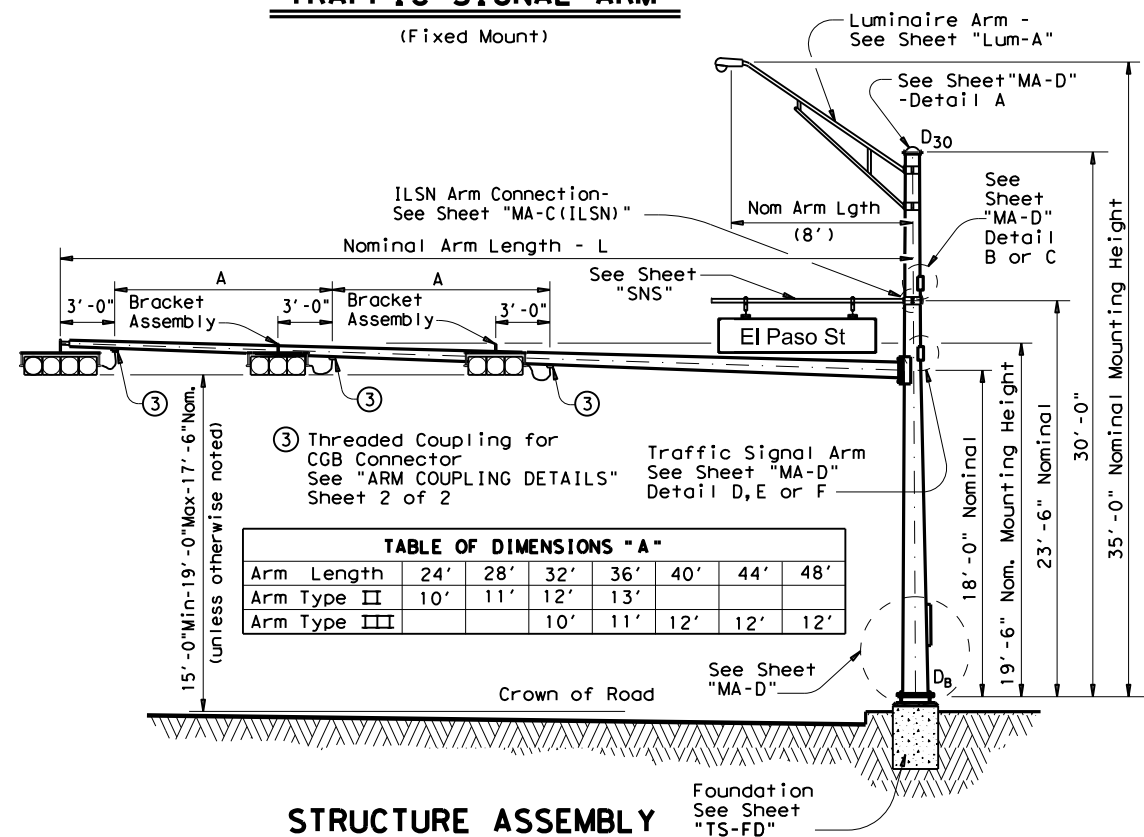 TRAFFIC SIGNAL ARM
(Fixed Mount)
Luminaire Arm -
See Sheet "Lum-A"
See Sheet"MA-D"
-Detail A
D30
ILSN Arm Connection-
See Sheet "MA-C(ILSN)"
Nom Arm Lgth
(8')
See
Sheet
"MA-D"
Detail
B or C
Nominal Arm Length - L
See Sheet
"SNS"
A
A
3'-0"
Bracket
Assembly
3'-0"
Bracket
Assembly
3'-0"
El Paso St
3
3
3
3 Threaded Coupling for
CGB Connector
See "ARM COUPLING DETAILS"
Sheet 2 of 2
Traffic Signal Arm
See Sheet "MA-D"
Detail D,E or F
15'-0"Min-19'-0"Max-17'-6"Nom.
(unless otherwise noted)
18'-0" Nominal
19'-6" Nom. Mounting Height
23'-6" Nominal
30'-0"
35'-0" Nominal Mounting Height
TABLE OF DIMENSIONS "A"
Arm Length 24' 28' 32' 36' 40' 44' 48'
Arm Type II 10' 11' 12' 13'
Arm Type III 10' 11' 12' 12' 12'
See Sheet
"MA-D"
DB
Crown of Road
STRUCTURE ASSEMBLY
Foundation
See Sheet
"TS-FD"